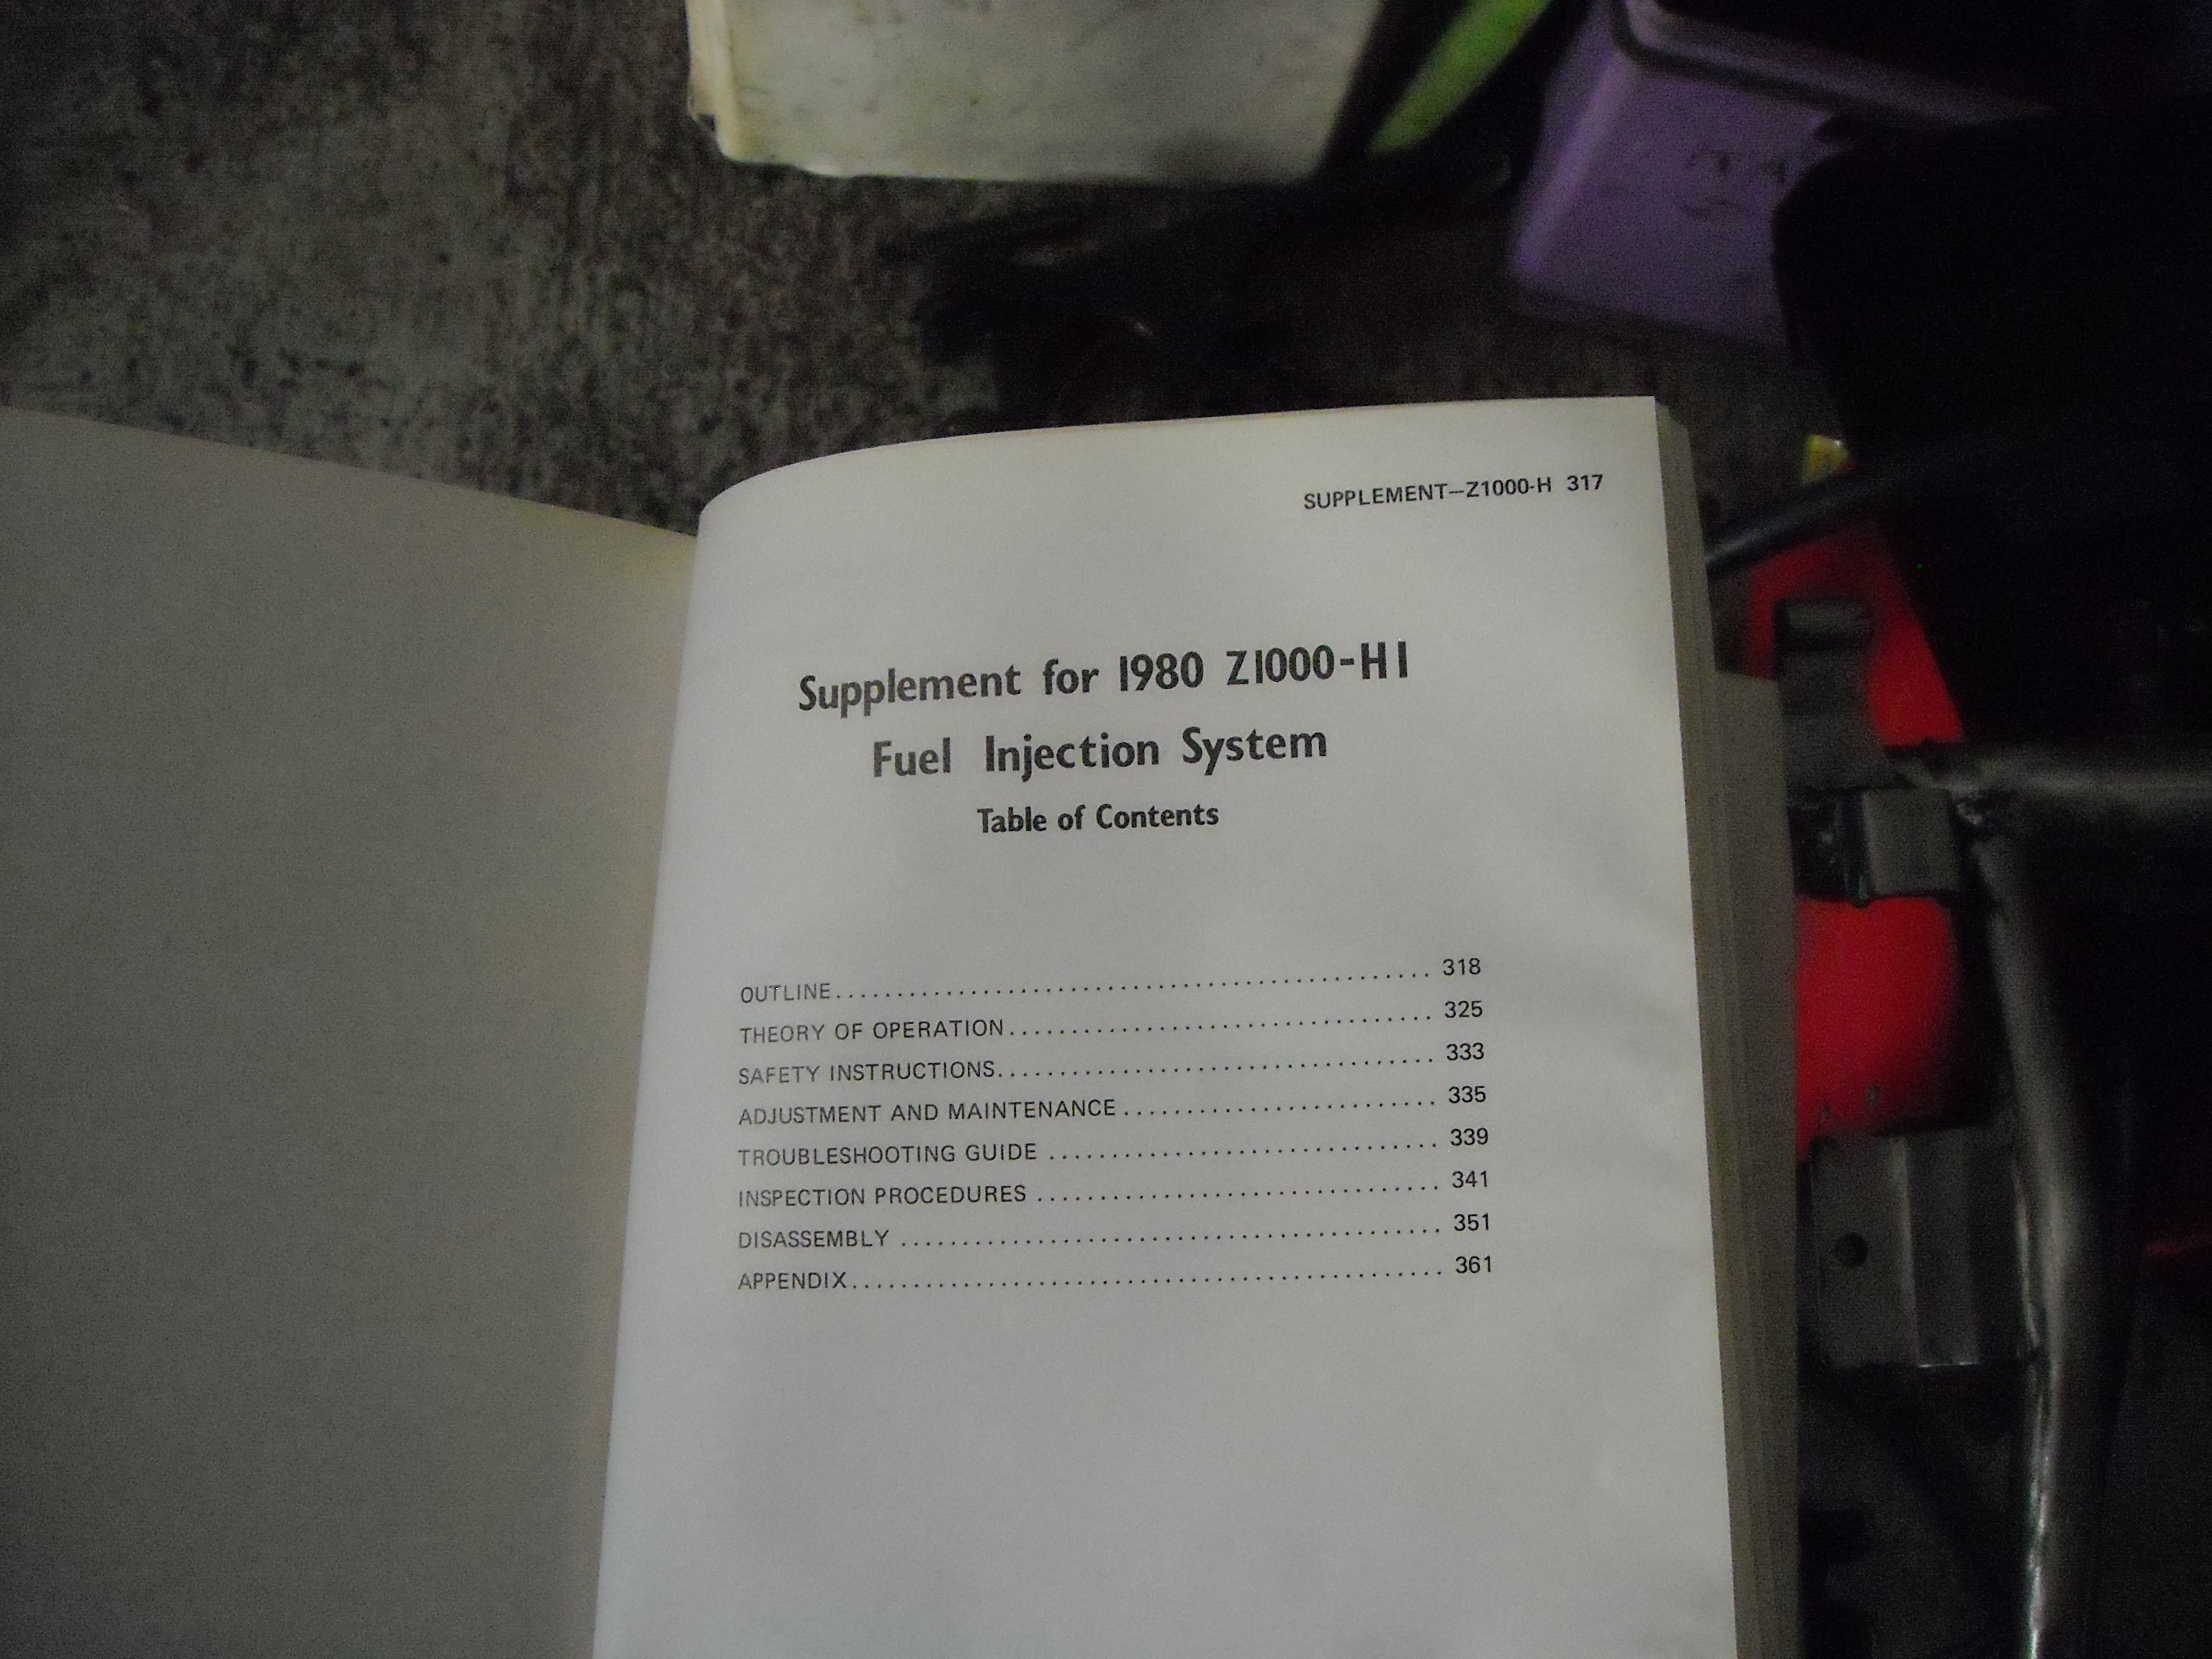 SUPPLEMENT—Z1000-H 317
Supplement for 1980 Z1000-H1
Fuel Injection System
Table of Contents
OUTLINE............................................... 318
THEORY OF OPERATION................................... 325
SAFETY INSTRUCTIONS.................................... 333
ADJUSTMENT AND MAINTENANCE.......................... 335
TROUBLESHOOTING GUIDE ................................ 339
INSPECTION PROCEDURES ................................. 341
DISASSEMBLY ............................................ 351
APPENDIX................................................ 361